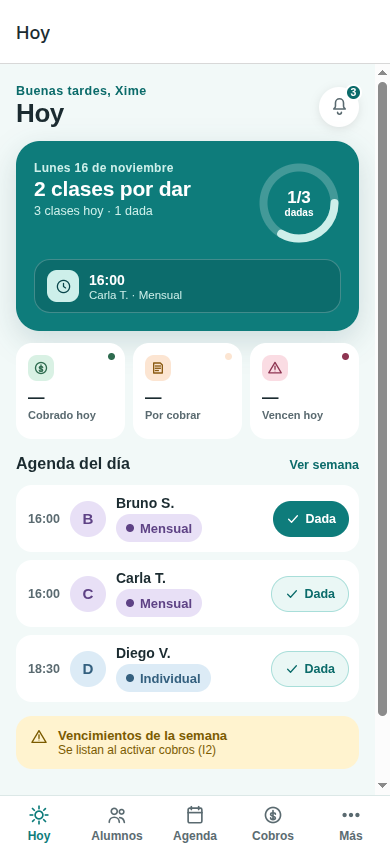 Hoy
Buenas tardes, Xime
Hoy
3
Lunes 16 de noviembre
2 clases por dar
3 clases hoy · 1 dada
1/3
dadas
16:00
Carla T. · Mensual
—
Cobrado hoy
—
Por cobrar
—
Vencen hoy
Agenda del día
Ver semana
16:00
B
Bruno S.
Mensual
Dada
16:00
C
Carla T.
Mensual
Dada
18:30
D
Diego V.
Individual
Dada
Vencimientos de la semana
Se listan al activar cobros (I2)
Hoy
Alumnos
Agenda
Cobros
Más